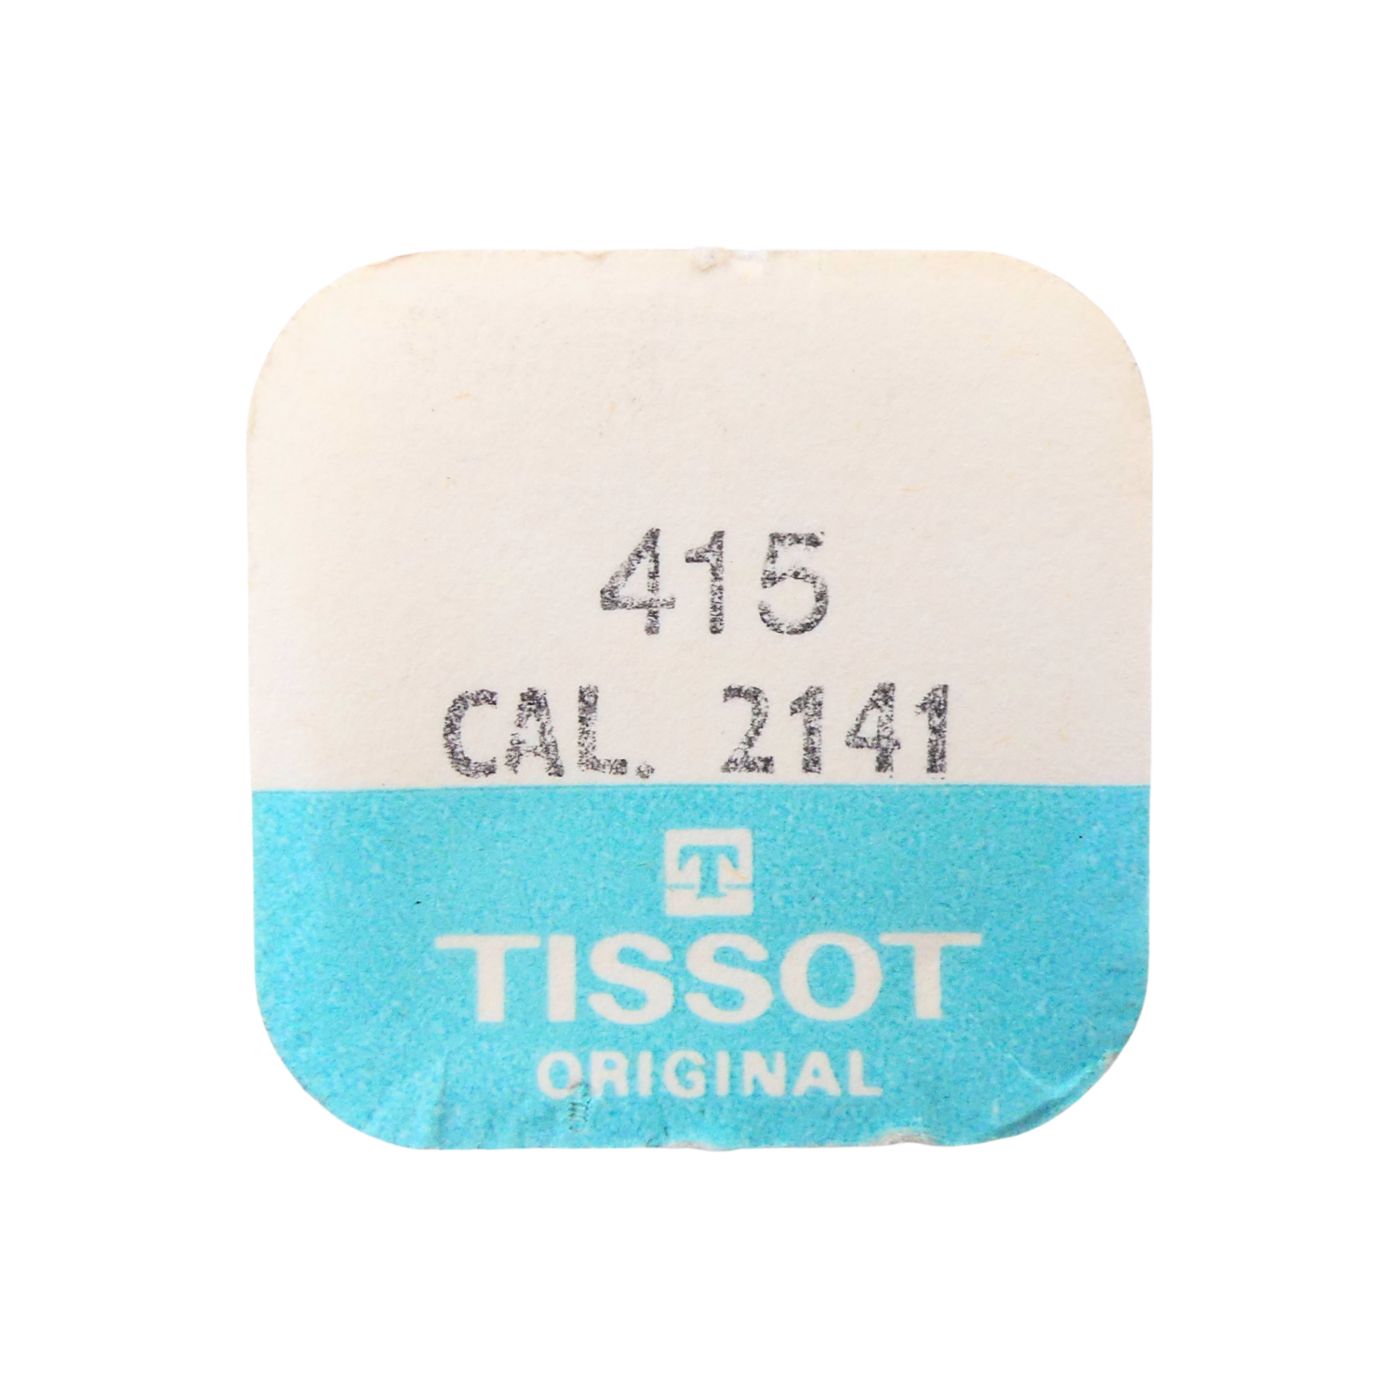 415
CAL. 2141
T
TISSOT
ORIGINAL